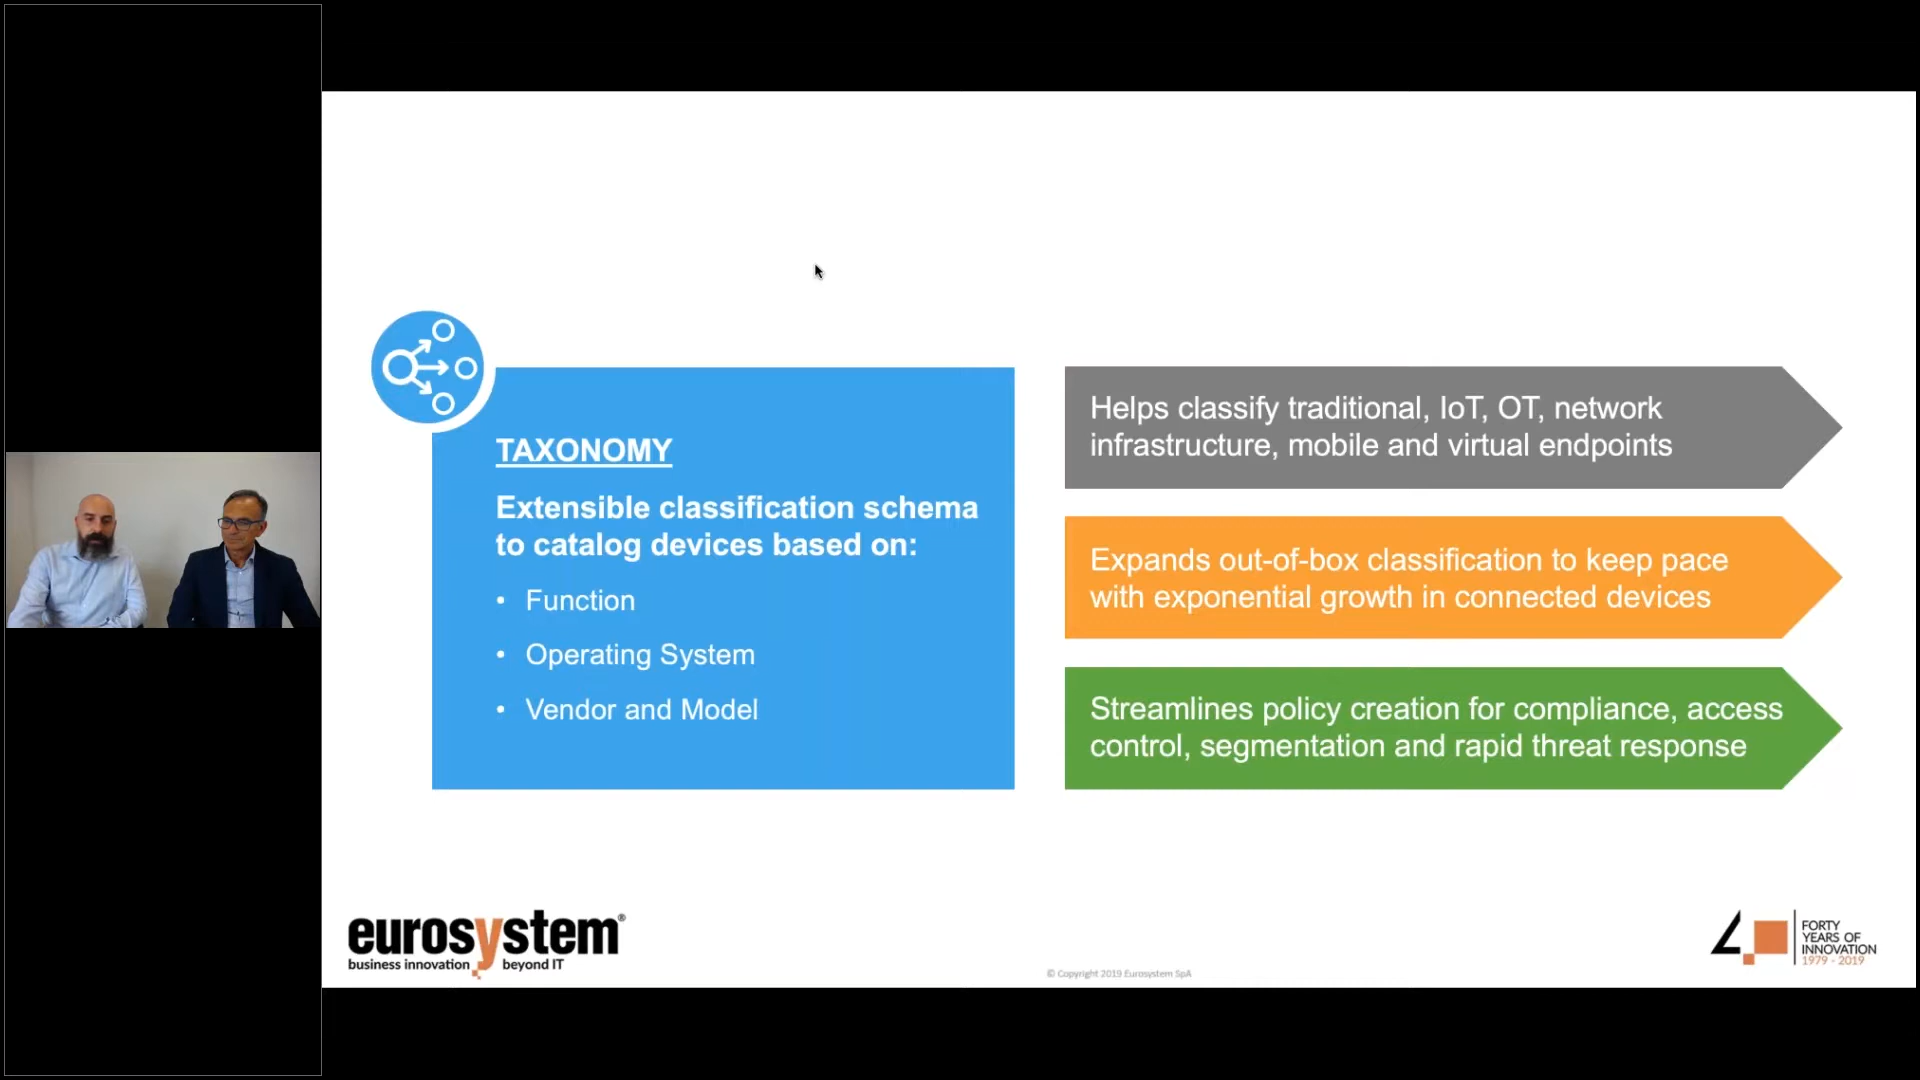 TAXONOMY
Extensible classification schema
to catalog devices based on:
• Function
• Operating System
• Vendor and Model
Helps classify traditional, IoT, OT, network
infrastructure, mobile and virtual endpoints
Expands out-of-box classification to keep pace
with exponential growth in connected devices
Streamlines policy creation for compliance, access
control, segmentation and rapid threat response
eurosystem®
business innovation beyond IT
© Copyright 2019 Eurosystem SpA
40
FORTY
YEARS OF
INNOVATION
1979 - 2019